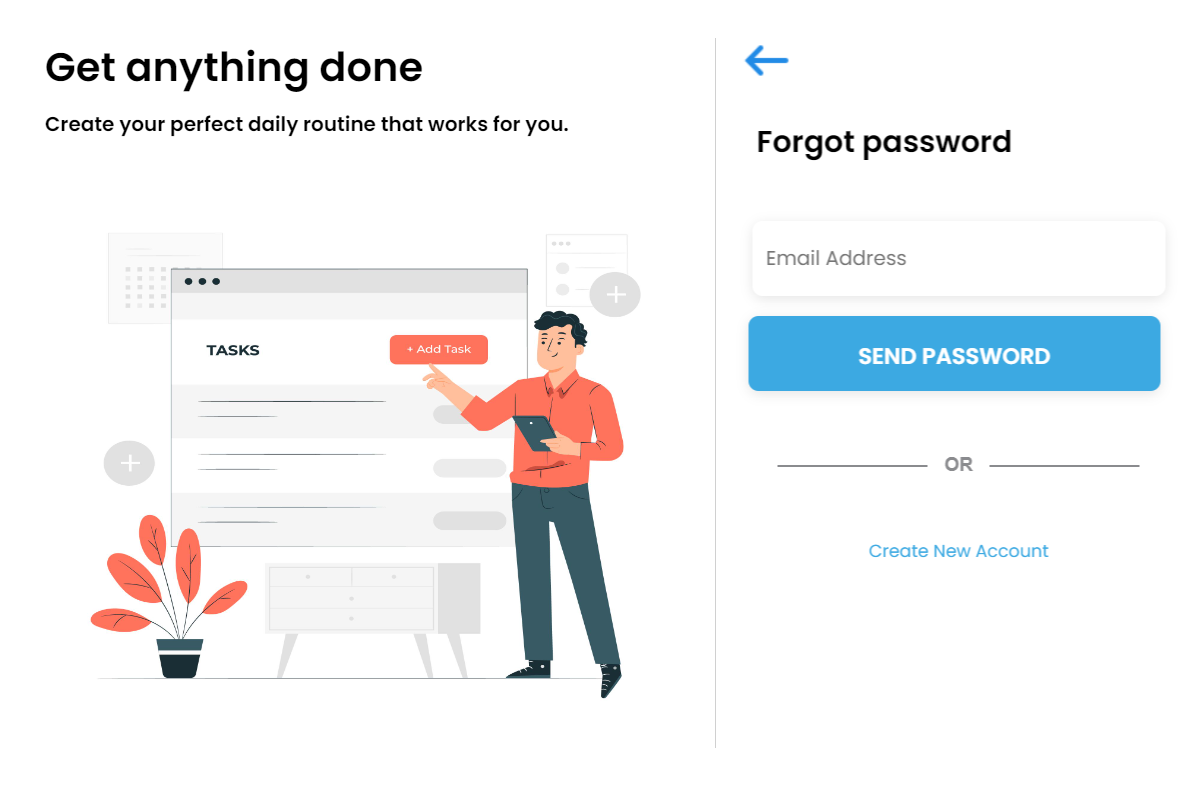 Get anything done
Create your perfect daily routine that works for you.
TASKS
+ Add Task
Forgot password
Email Address
SEND PASSWORD
OR
Create New Account